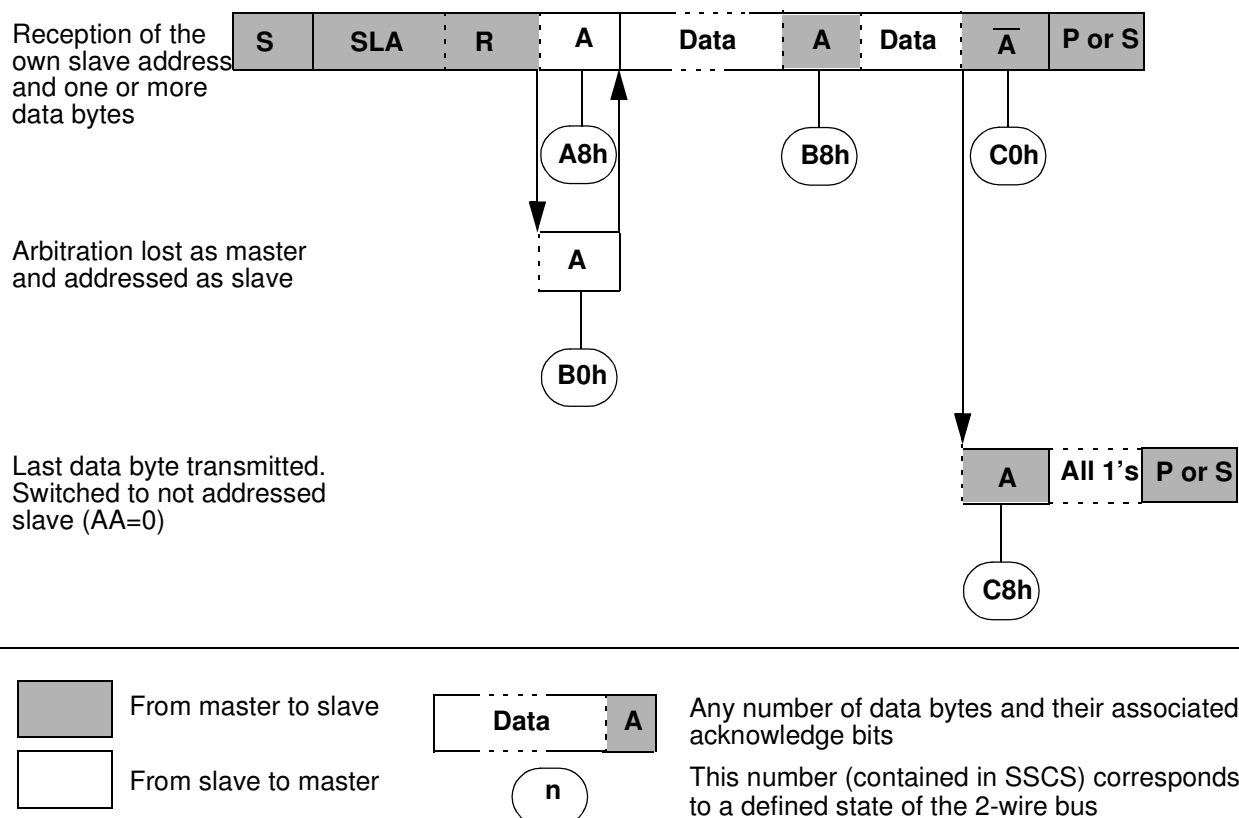 Reception of the
own slave address
and one or more
data bytes
S SLA R A Data A Data A̅ P or S
A8h B8h C0h
Arbitration lost as master
and addressed as slave
A
B0h
Last data byte transmitted.
Switched to not addressed
slave (AA=0)
A All 1's P or S
C8h
From master to slave
From slave to master
Data A
n
Any number of data bytes and their associated
acknowledge bits
This number (contained in SSCS) corresponds
to a defined state of the 2-wire bus